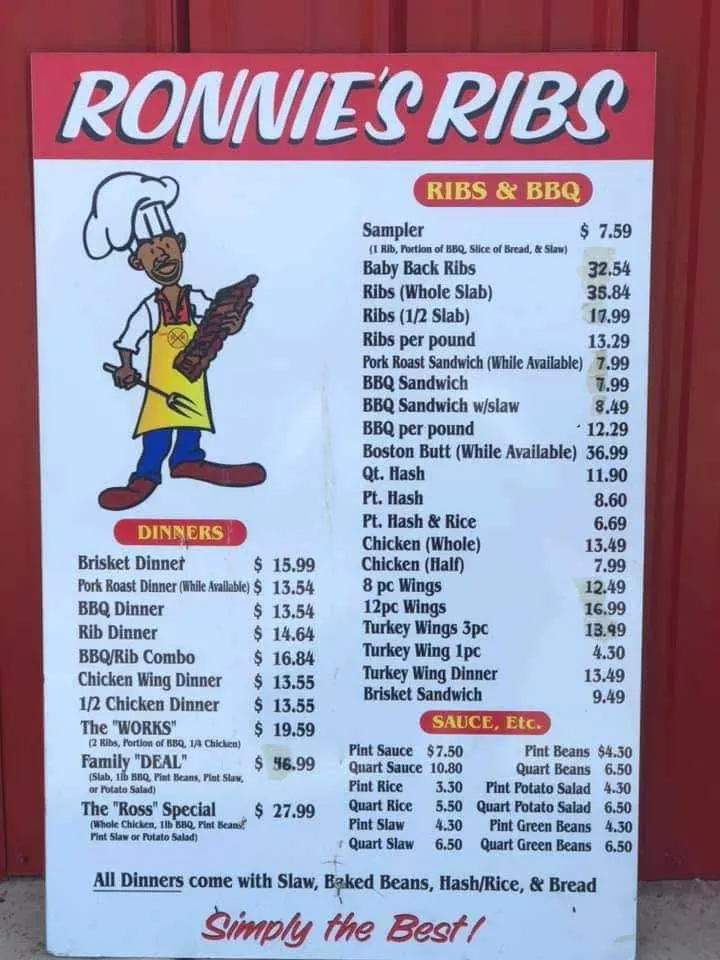 RONNIE'S RIBS
RIBS & BBQ
Sampler $ 7.59
(1 Rib, Portion of BBQ, Slice of Bread, & Slaw)
Baby Back Ribs 32.54
Ribs (Whole Slab) 35.84
Ribs (1/2 Slab) 17.99
Ribs per pound 13.29
Pork Roast Sandwich (While Available) 7.99
BBQ Sandwich 7.99
BBQ Sandwich w/slaw 8.49
BBQ per pound 12.29
Boston Butt (While Available) 36.99
Qt. Hash 11.90
Pt. Hash 8.60
Pt. Hash & Rice 6.69
Chicken (Whole) 13.49
Chicken (Half) 7.99
8 pc Wings 12.49
12pc Wings 16.99
Turkey Wings 3pc 13.49
Turkey Wing 1pc 4.30
Turkey Wing Dinner 13.49
Brisket Sandwich 9.49
DINNERS
Brisket Dinner $ 15.99
Pork Roast Dinner (While Available) $ 13.54
BBQ Dinner $ 13.54
Rib Dinner $ 14.64
BBQ/Rib Combo $ 16.84
Chicken Wing Dinner $ 13.55
1/2 Chicken Dinner $ 13.55
The "WORKS" $ 19.59
(2 Ribs, Portion of BBQ, 1/4 Chicken)
Family "DEAL" $ 46.99
(Slab, 1lb BBQ, Pint Beans, Pint Slaw,
or Potato Salad)
The "Ross" Special $ 27.99
(Whole Chicken, 1lb BBQ, Pint Beans,
Pint Slaw or Potato Salad)
SAUCE, Etc.
Pint Sauce $7.50 Pint Beans $4.30
Quart Sauce 10.80 Quart Beans 6.50
Pint Rice 3.30 Pint Potato Salad 4.30
Quart Rice 5.50 Quart Potato Salad 6.50
Pint Slaw 4.30 Pint Green Beans 4.30
Quart Slaw 6.50 Quart Green Beans 6.50
All Dinners come with Slaw, Baked Beans, Hash/Rice, & Bread
Simply the Best!